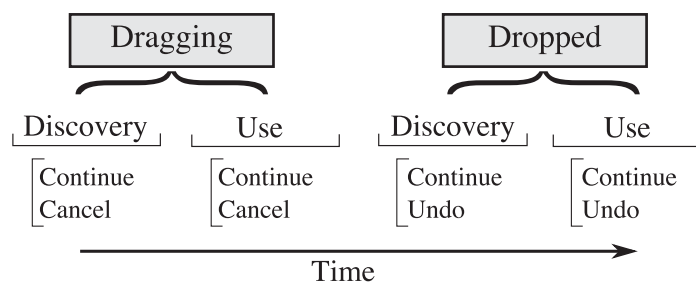 Dragging Dropped
Discovery Use Discovery Use
Continue Continue Continue Continue
Cancel Cancel Undo Undo
Time